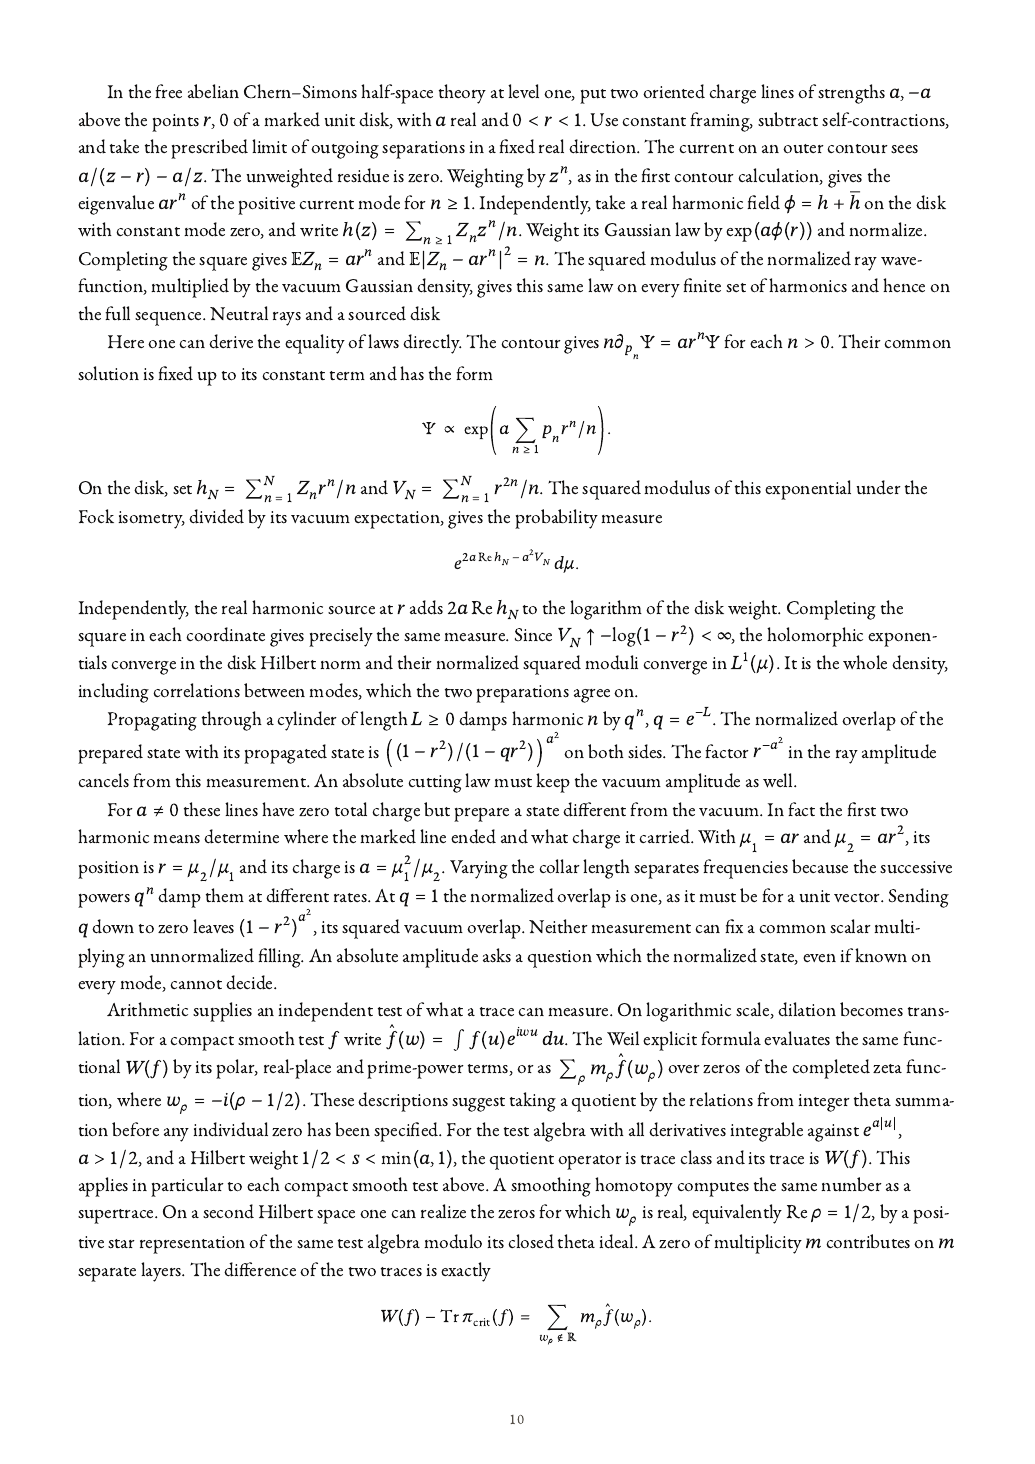 In the free abelian Chern–Simons half-space theory at level one, put two oriented charge lines of strengths a, −a
above the points r, 0 of a marked unit disk, with a real and 0 < r < 1. Use constant framing, subtract self-contractions,
and take the prescribed limit of outgoing separations in a fixed real direction. The current on an outer contour sees
a/(z − r) − a/z. The unweighted residue is zero. Weighting by zⁿ, as in the first contour calculation, gives the
eigenvalue arⁿ of the positive current mode for n ≥ 1. Independently, take a real harmonic field ϕ = h + h̅ on the disk
with constant mode zero, and write h(z) = ∑_{n ≥ 1} Z_n zⁿ/n. Weight its Gaussian law by exp(aϕ(r)) and normalize.
Completing the square gives 𝔼Z_n = arⁿ and 𝔼|Z_n − arⁿ|² = n. The squared modulus of the normalized ray wave-
function, multiplied by the vacuum Gaussian density, gives this same law on every finite set of harmonics and hence on
the full sequence. Neutral rays and a sourced disk
Here one can derive the equality of laws directly. The contour gives n∂_{p_n}Ψ = arⁿΨ for each n > 0. Their common
solution is fixed up to its constant term and has the form
Ψ ∝ exp(a ∑_{n ≥ 1} p_n rⁿ/n).
On the disk, set h_N = ∑_{n = 1}^N Z_n rⁿ/n and V_N = ∑_{n = 1}^N r^{2n}/n. The squared modulus of this exponential under the
Fock isometry, divided by its vacuum expectation, gives the probability measure
e^{2a Re h_N − a²V_N} dμ.
Independently, the real harmonic source at r adds 2a Re h_N to the logarithm of the disk weight. Completing the
square in each coordinate gives precisely the same measure. Since V_N ↑ −log(1 − r²) < ∞, the holomorphic exponen-
tials converge in the disk Hilbert norm and their normalized squared moduli converge in L¹(μ). It is the whole density,
including correlations between modes, which the two preparations agree on.
Propagating through a cylinder of length L ≥ 0 damps harmonic n by qⁿ, q = e^{−L}. The normalized overlap of the
prepared state with its propagated state is ((1 − r²)/(1 − qr²))^{a²} on both sides. The factor r^{−a²} in the ray amplitude
cancels from this measurement. An absolute cutting law must keep the vacuum amplitude as well.
For a ≠ 0 these lines have zero total charge but prepare a state different from the vacuum. In fact the first two
harmonic means determine where the marked line ended and what charge it carried. With μ₁ = ar and μ₂ = ar², its
position is r = μ₂/μ₁ and its charge is a = μ₁²/μ₂. Varying the collar length separates frequencies because the successive
powers qⁿ damp them at different rates. At q = 1 the normalized overlap is one, as it must be for a unit vector. Sending
q down to zero leaves (1 − r²)^{a²}, its squared vacuum overlap. Neither measurement can fix a common scalar multi-
plying an unnormalized filling. An absolute amplitude asks a question which the normalized state, even if known on
every mode, cannot decide.
Arithmetic supplies an independent test of what a trace can measure. On logarithmic scale, dilation becomes trans-
lation. For a compact smooth test f write f̂(w) = ∫ f(u)e^{iwu} du. The Weil explicit formula evaluates the same func-
tional W(f) by its polar, real-place and prime-power terms, or as ∑_ρ m_ρ f̂(w_ρ) over zeros of the completed zeta func-
tion, where w_ρ = −i(ρ − 1/2). These descriptions suggest taking a quotient by the relations from integer theta summa-
tion before any individual zero has been specified. For the test algebra with all derivatives integrable against e^{a|u|},
a > 1/2, and a Hilbert weight 1/2 < s < min(a, 1), the quotient operator is trace class and its trace is W(f). This
applies in particular to each compact smooth test above. A smoothing homotopy computes the same number as a
supertrace. On a second Hilbert space one can realize the zeros for which w_ρ is real, equivalently Re ρ = 1/2, by a posi-
tive star representation of the same test algebra modulo its closed theta ideal. A zero of multiplicity m contributes on m
separate layers. The difference of the two traces is exactly
W(f) − Tr π_crit(f) = ∑_{w_ρ ∉ ℝ} m_ρ f̂(w_ρ).
10